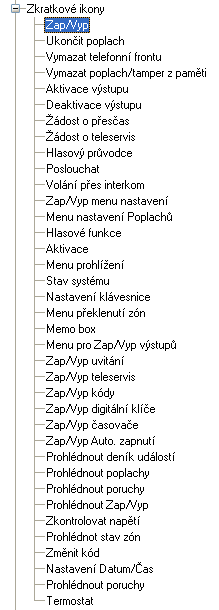 Zkratkové ikony
Zap/Vyp
Ukončit poplach
Vymazat telefonní frontu
Vymazat poplach/tamper z paměti
Aktivace výstupu
Deaktivace výstupu
Žádost o přesčas
Žádost o teleservis
Hlasový průvodce
Poslouchat
Volání přes interkom
Zap/Vyp menu nastavení
Menu nastavení Poplachů
Hlasové funkce
Aktivace
Menu prohlížení
Stav systému
Nastavení klávesnice
Menu překlenutí zón
Memo box
Menu pro Zap/Vyp výstupů
Zap/Vyp uvitání
Zap/Vyp teleservis
Zap/Vyp kódy
Zap/Vyp digitální klíče
Zap/Vyp časovače
Zap/Vyp Auto. zapnutí
Prohlédnout deník událostí
Prohlédnout poplachy
Prohlédnout poruchy
Prohlédnout Zap/Vyp
Zkontrolovat napětí
Prohlédnot stav zón
Změnit kód
Nastavení Datum/Čas
Prohlédnout poruchy
Termostat